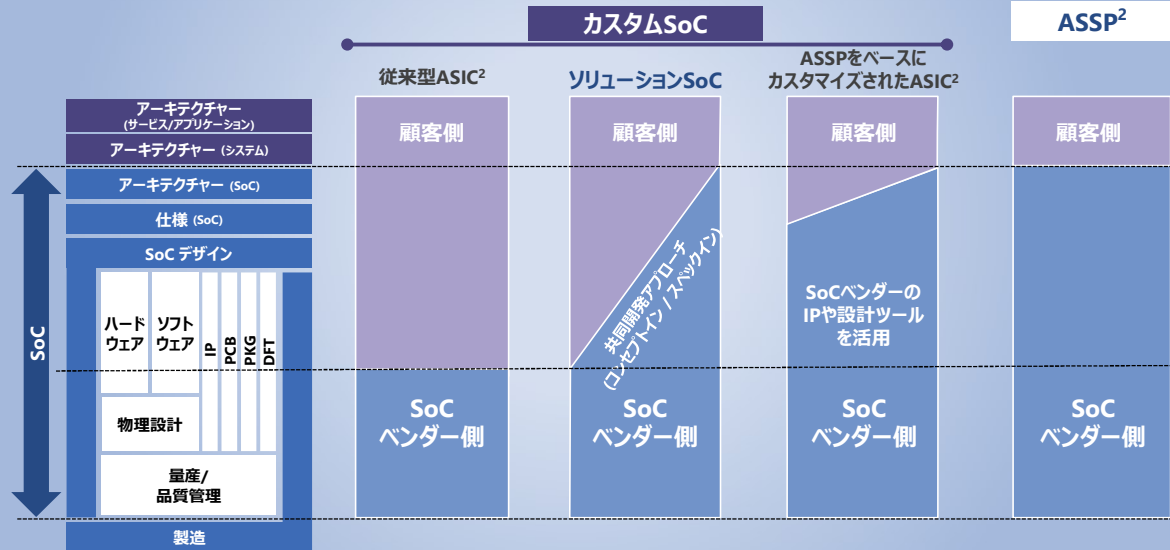 カスタムSoC
ASSP2
従来型ASIC2
ソリューションSoC
ASSPをベースに
カスタマイズされたASIC2
アーキテクチャー
(サービス/アプリケーション)
アーキテクチャー (システム)
アーキテクチャー (SoC)
仕様 (SoC)
SoC デザイン
ハード
ウェア
ソフト
ウェア
IP
PCB
PKG
DFT
物理設計
量産/
品質管理
製造
SoC
顧客側
顧客側
顧客側
顧客側
共同開発アプローチ
(コンセプトイン / スペックイン)
SoCベンダーの
IPや設計ツール
を活用
SoC
ベンダー側
SoC
ベンダー側
SoC
ベンダー側
SoC
ベンダー側